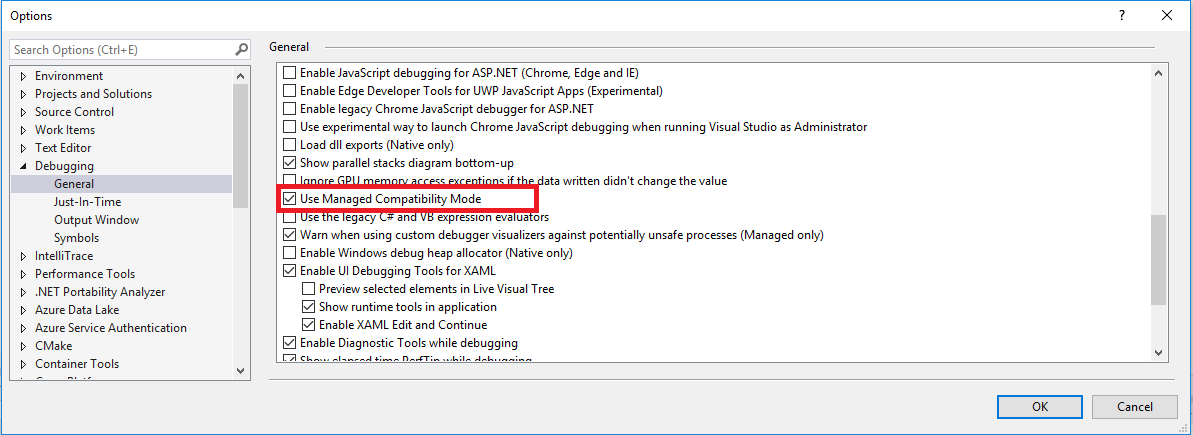 Options
?
Search Options (Ctrl+E)
Environment
Projects and Solutions
Source Control
Work Items
Text Editor
Debugging
General
Just-In-Time
Output Window
Symbols
IntelliTrace
Performance Tools
.NET Portability Analyzer
Azure Data Lake
Azure Service Authentication
CMake
Container Tools
General
Enable JavaScript debugging for ASP.NET (Chrome, Edge and IE)
Enable Edge Developer Tools for UWP JavaScript Apps (Experimental)
Enable legacy Chrome JavaScript debugger for ASP.NET
Use experimental way to launch Chrome JavaScript debugging when running Visual Studio as Administrator
Load dll exports (Native only)
Show parallel stacks diagram bottom-up
Ignore GPU memory access exceptions if the data written didn't change the value
Use Managed Compatibility Mode
Use the legacy C# and VB expression evaluators
Warn when using custom debugger visualizers against potentially unsafe processes (Managed only)
Enable Windows debug heap allocator (Native only)
Enable UI Debugging Tools for XAML
Preview selected elements in Live Visual Tree
Show runtime tools in application
Enable XAML Edit and Continue
Enable Diagnostic Tools while debugging
Show elapsed time PerfTip while debugging
OK
Cancel